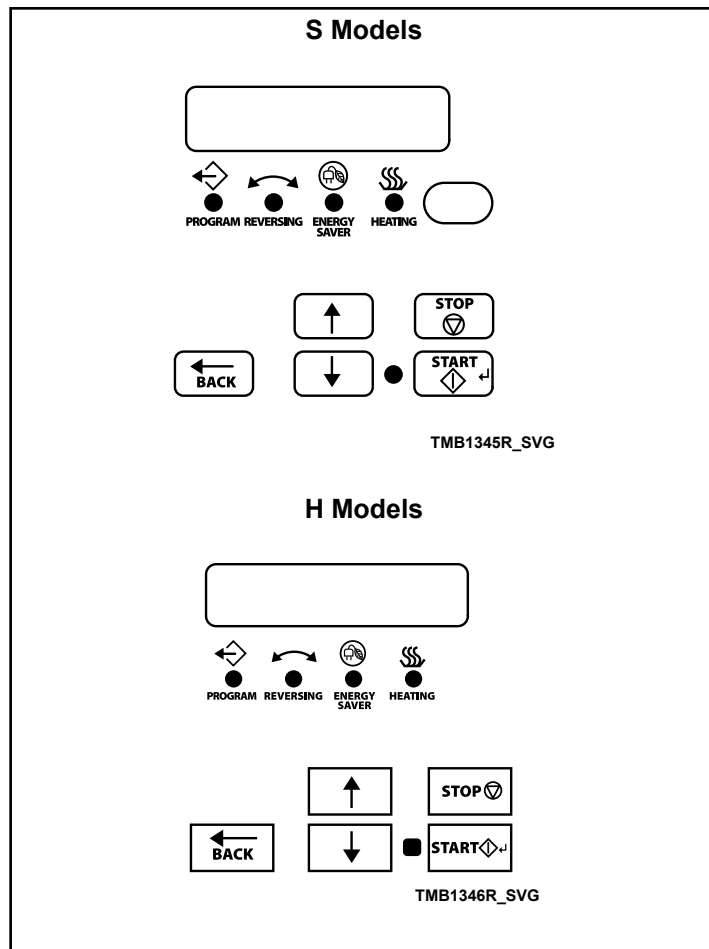 S Models
PROGRAM REVERSING ENERGY SAVER HEATING
STOP
BACK
START
TMB1345R_SVG
H Models
PROGRAM REVERSING ENERGY SAVER HEATING
STOP
BACK
START
TMB1346R_SVG